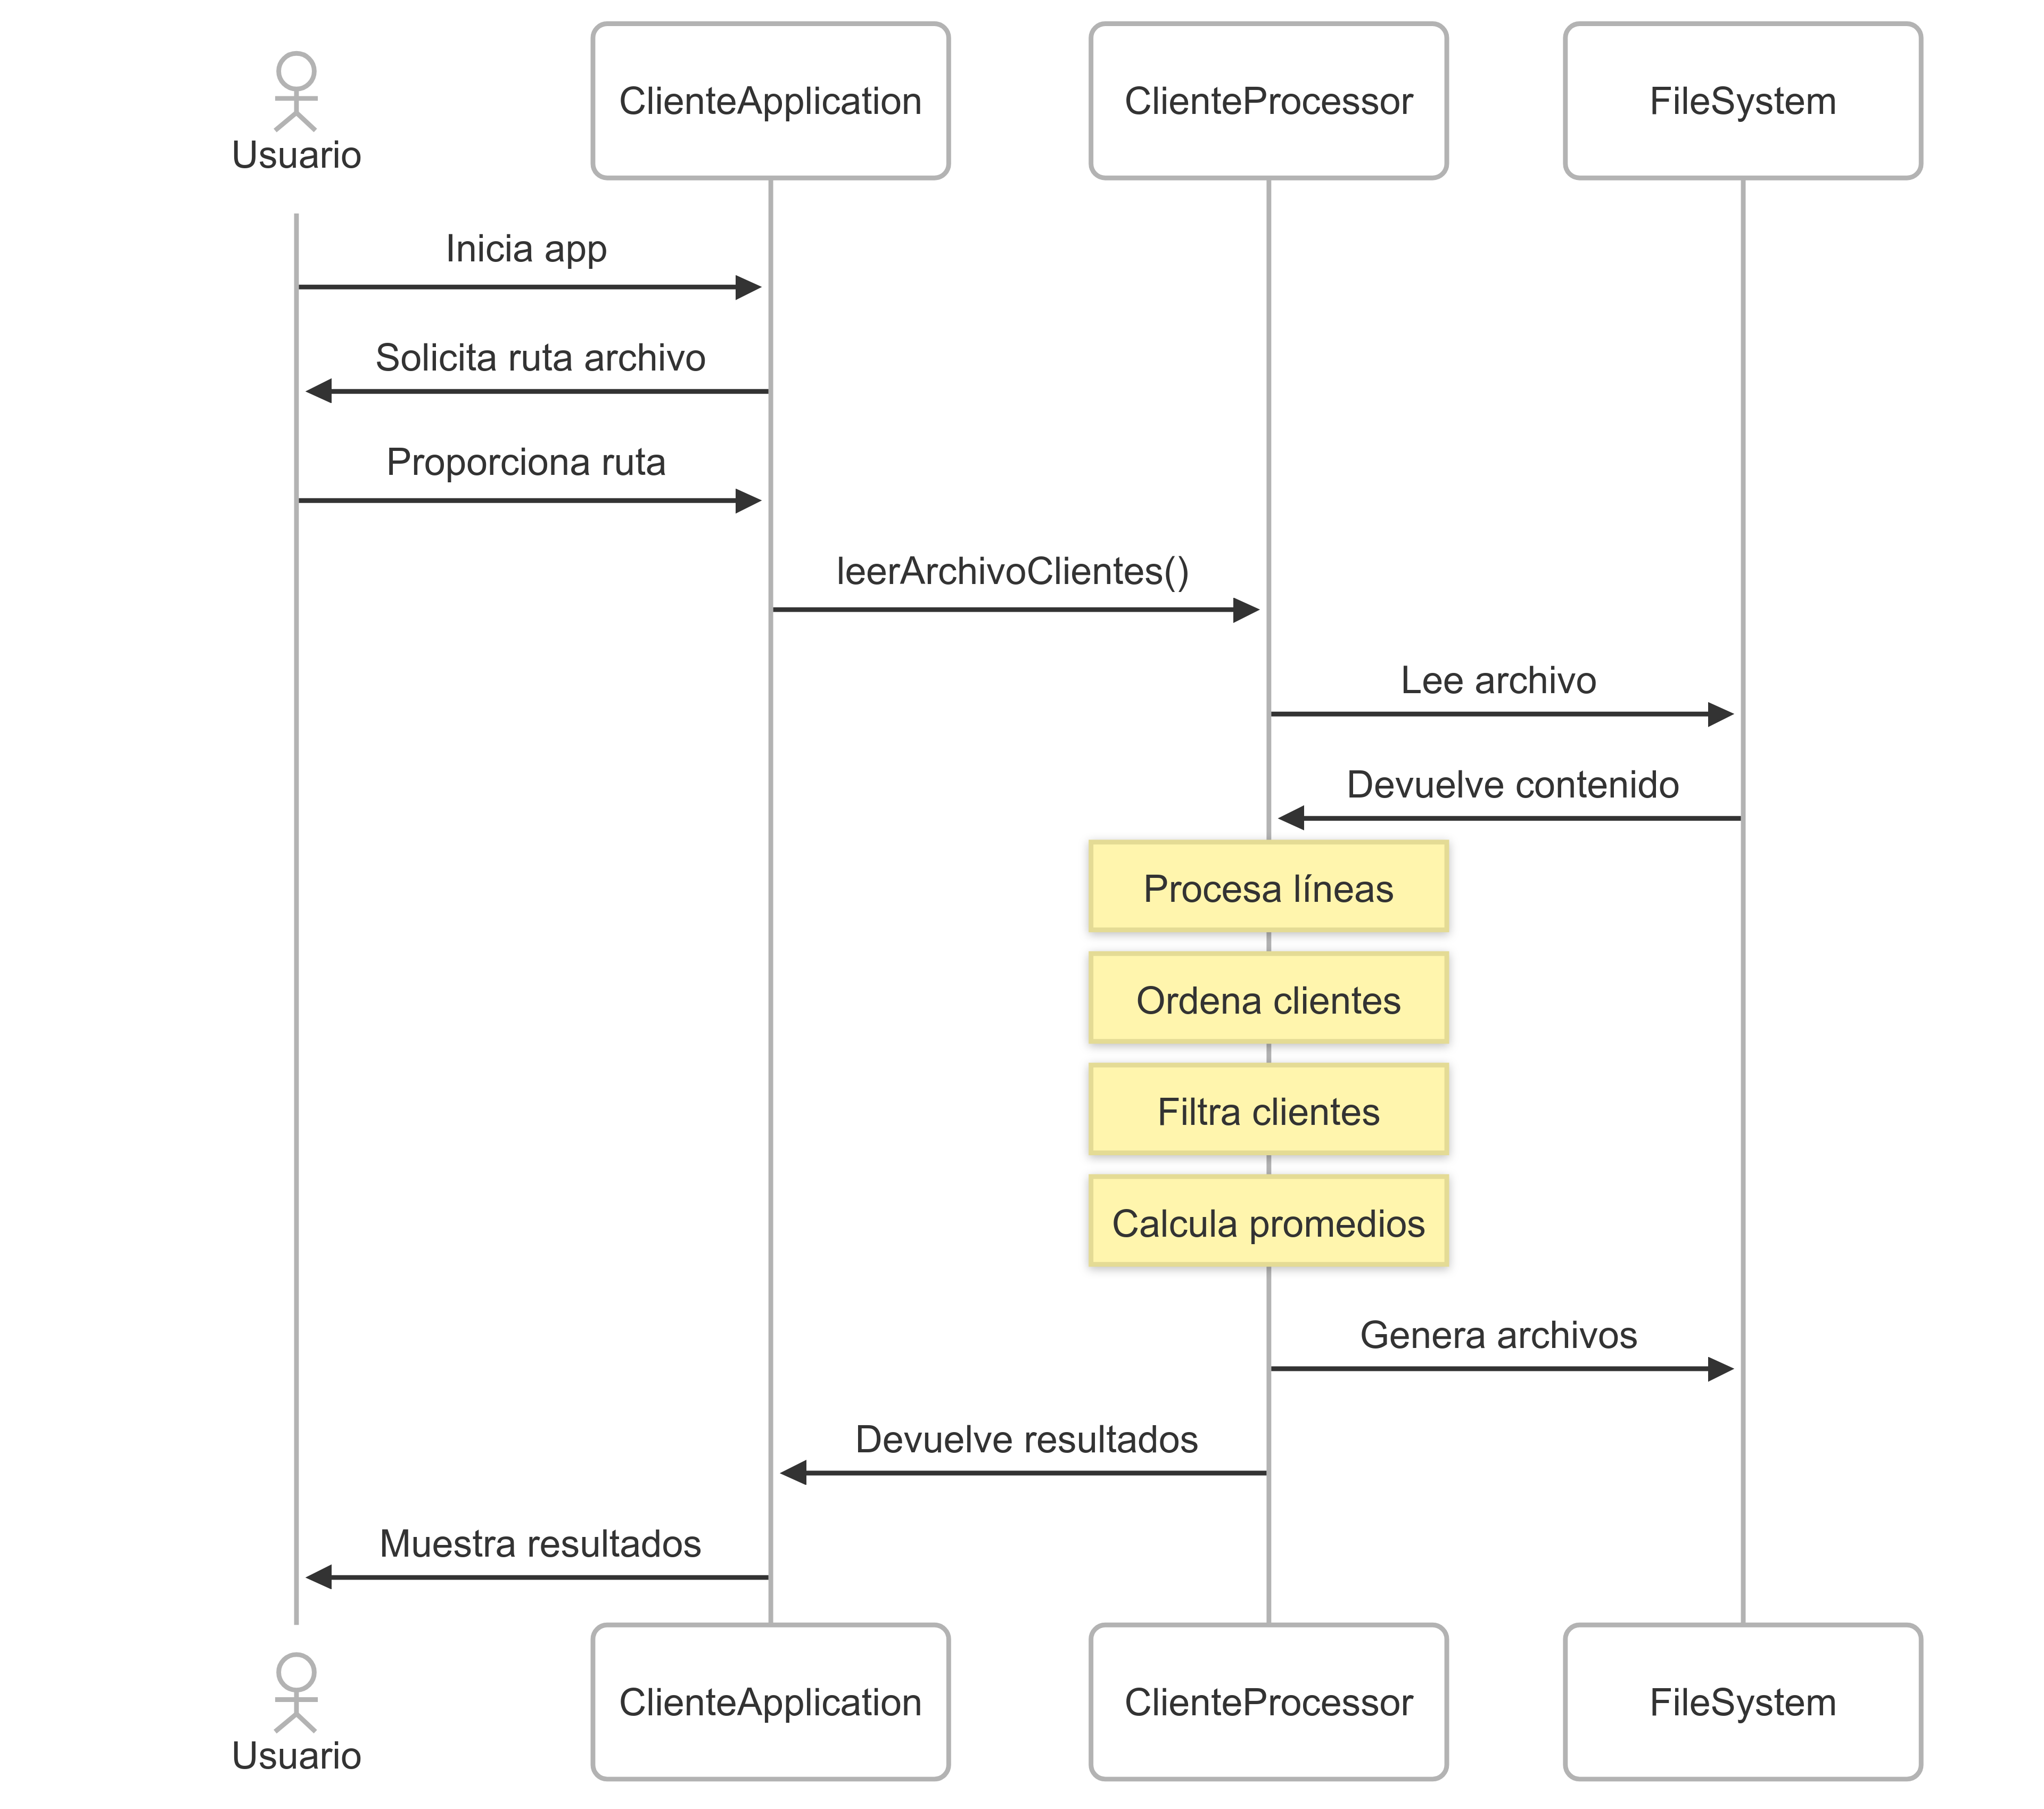 ClienteApplication
ClienteProcessor
FileSystem
Usuario
Inicia app
Solicita ruta archivo
Proporciona ruta
leerArchivoClientes()
Lee archivo
Devuelve contenido
Procesa líneas
Ordena clientes
Filtra clientes
Calcula promedios
Genera archivos
Devuelve resultados
Muestra resultados
ClienteApplication
ClienteProcessor
FileSystem
Usuario